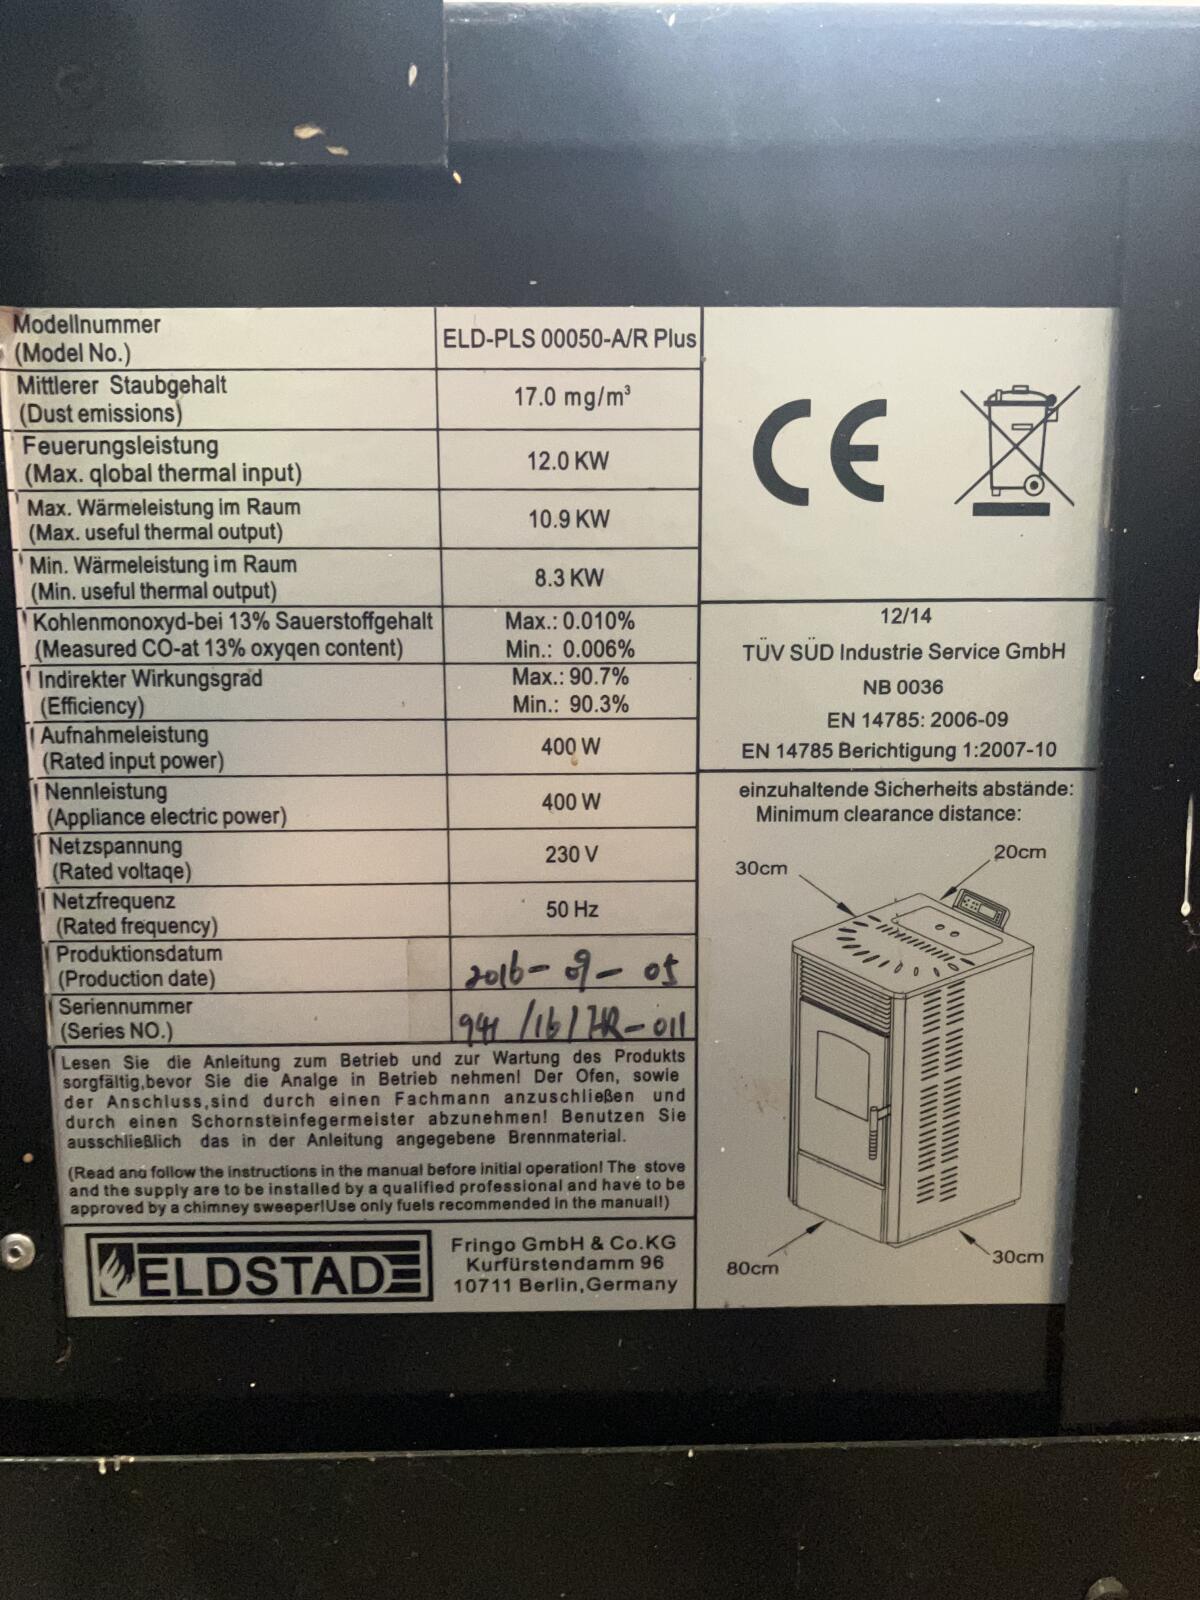 Modellnummer
(Model No.)
ELD-PLS 00050-A/R Plus
Mittlerer Staubgehalt
(Dust emissions)
17.0 mg/m³
Feuerungsleistung
(Max. qlobal thermal input)
12.0 KW
Max. Wärmeleistung im Raum
(Max. useful thermal output)
10.9 KW
Min. Wärmeleistung im Raum
(Min. useful thermal output)
8.3 KW
Kohlenmonoxyd-bei 13% Sauerstoffgehalt
(Measured CO-at 13% oxyqen content)
Max.: 0.010%
Min.: 0.006%
Indirekter Wirkungsgrad
(Efficiency)
Max.: 90.7%
Min.: 90.3%
Aufnahmeleistung
(Rated input power)
400 W
Nennleistung
(Appliance electric power)
400 W
Netzspannung
(Rated voltaqe)
230 V
Netzfrequenz
(Rated frequency)
50 Hz
Produktionsdatum
(Production date)
2016-09-05
Seriennummer
(Series NO.)
/16/HR-011
Lesen Sie die Anleitung zum Betrieb und zur Wartung des Produkts
sorgfältig,bevor Sie die Analge in Betrieb nehmen! Der Ofen, sowie
der Anschluss,sind durch einen Fachmann anzuschließen und
durch einen Schornsteinfegermeister abzunehmen! Benutzen Sie
ausschließlich das in der Anleitung angegebene Brennmaterial.
(Read and follow the instructions in the manual before initial operation! The stove
and the supply are to be installed by a qualified professional and have to be
approved by a chimney sweeper!Use only fuels recommended in the manual!)
ELDSTADE
Fringo GmbH & Co.KG
Kurfürstendamm 96
10711 Berlin,Germany
CE
12/14
TÜV SÜD Industrie Service GmbH
NB 0036
EN 14785: 2006-09
EN 14785 Berichtigung 1:2007-10
einzuhaltende Sicherheits abstände:
Minimum clearance distance:
20cm
30cm
80cm
30cm